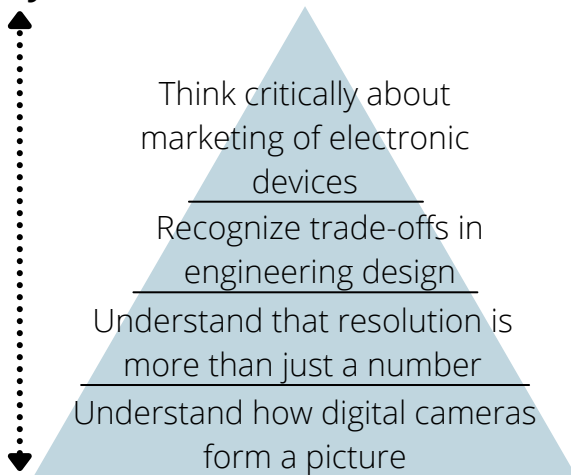 Think critically about
marketing of electronic
devices
Recognize trade-offs in
engineering design
Understand that resolution is
more than just a number
Understand how digital cameras
form a picture